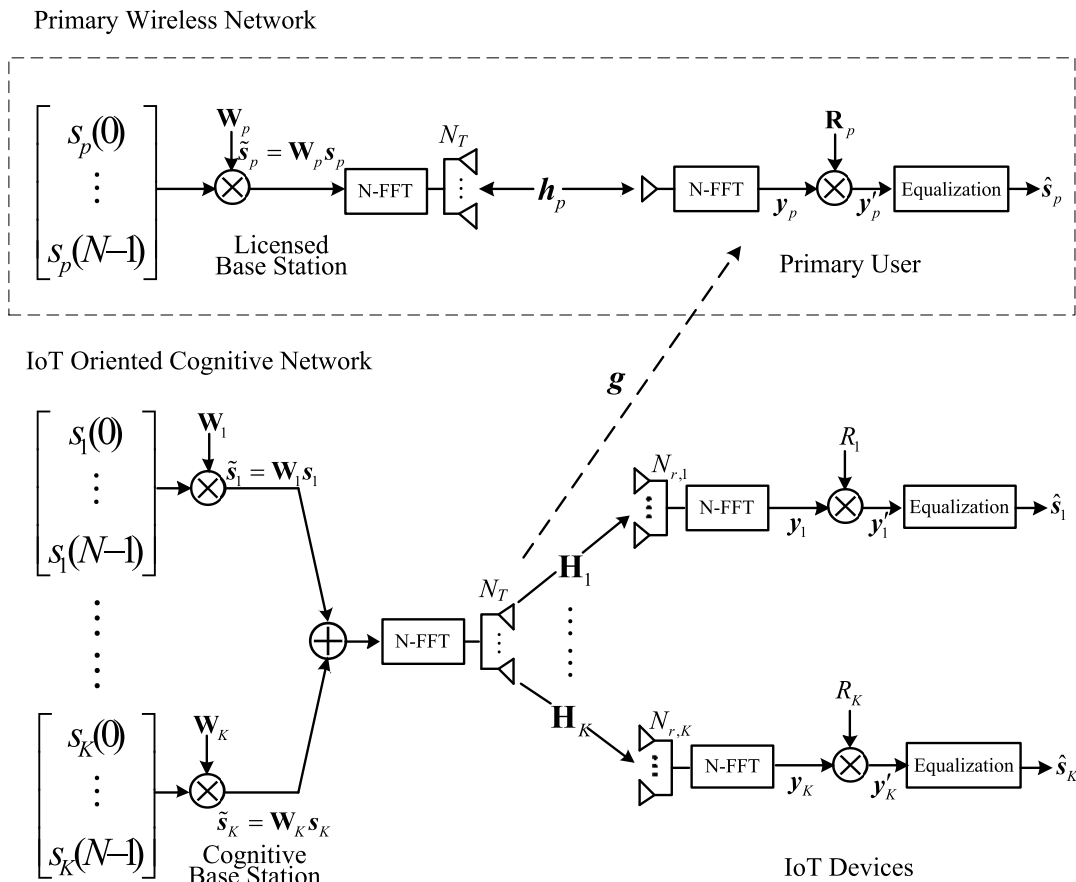 Primary Wireless Network
s_p(0)
⋮
s_p(N−1)
W_p
s̃_p = W_p s_p
Licensed
Base Station
N-FFT
N_T
⋯
h_p
N-FFT
y_p
R_p
y′_p
Equalization
ŝ_p
Primary User
IoT Oriented Cognitive Network
g
s_1(0)
⋮
s_1(N−1)
W_1
s̃_1 = W_1 s_1
s_K(0)
⋮
s_K(N−1)
W_K
s̃_K = W_K s_K
Cognitive
Base Station
N-FFT
N_T
H_1
H_K
N_{r,1}
N-FFT
y_1
R_1
y′_1
Equalization
ŝ_1
N_{r,K}
N-FFT
y_K
R_K
y′_K
Equalization
ŝ_K
IoT Devices